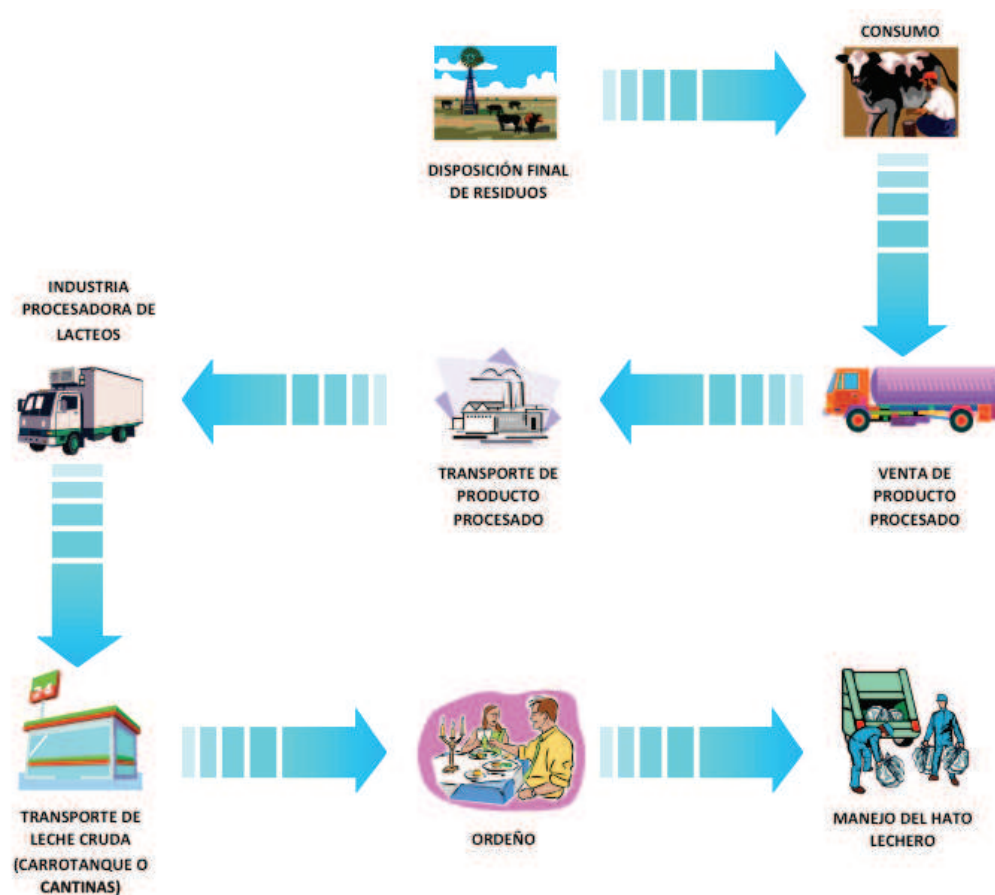 CONSUMO
DISPOSICIÓN FINAL
DE RESIDUOS
INDUSTRIA
PROCESADORA DE
LACTEOS
TRANSPORTE DE
PRODUCTO
PROCESADO
VENTA DE
PRODUCTO
PROCESADO
24
TRANSPORTE DE
LECHE CRUDA
(CARROTANQUE O
CANTINAS)
ORDEÑO
MANEJO DEL HATO
LECHERO